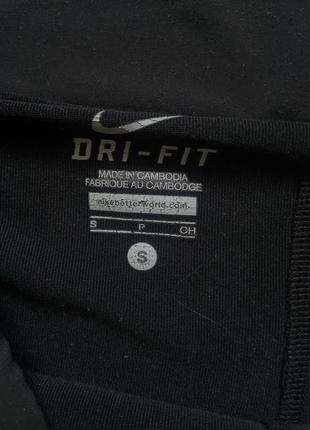 DRI-FIT
MADE IN CAMBODIA
FABRIQUE AU CAMBODGE
nikebetterworld.com
S P CH
S